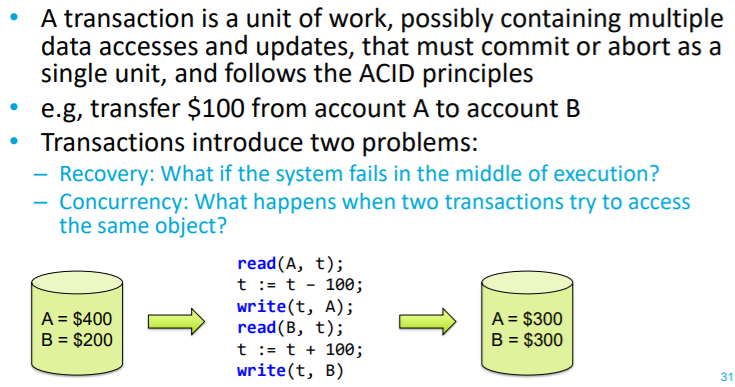 • A transaction is a unit of work, possibly containing multiple
data accesses and updates, that must commit or abort as a
single unit, and follows the ACID principles
• e.g, transfer $100 from account A to account B
• Transactions introduce two problems:
– Recovery: What if the system fails in the middle of execution?
– Concurrency: What happens when two transactions try to access
the same object?
A = $400
B = $200
read(A, t);
t := t - 100;
write(t, A);
read(B, t);
t := t + 100;
write(t, B)
A = $300
B = $300
31